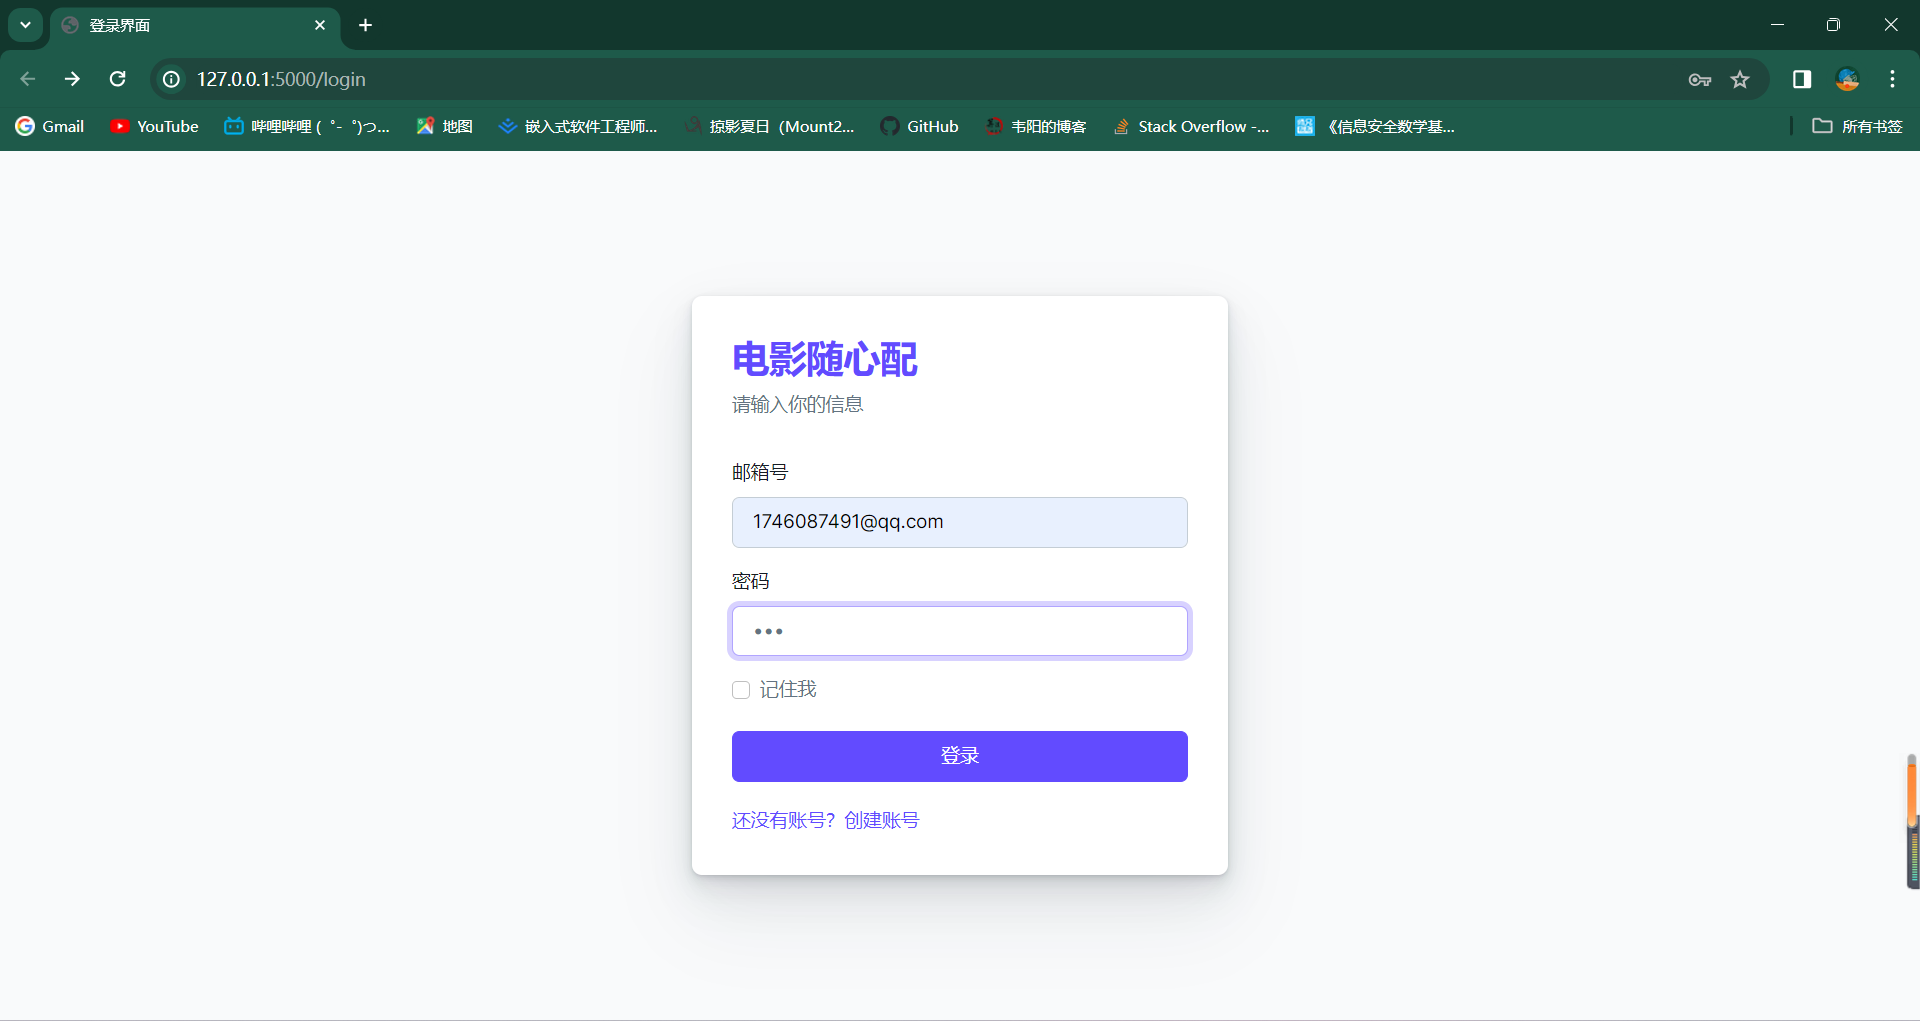 登录界面
127.0.0.1:5000/login
Gmail YouTube 哔哩哔哩 ( ゜- ゜)つ... 地图 嵌入式软件工程师... 掠影夏日（Mount2... GitHub 韦阳的博客 Stack Overflow -... 《信息安全数学基... 所有书签
电影随心配
请输入你的信息
邮箱号
1746087491@qq.com
密码
•••
记住我
登录
还没有账号？创建账号